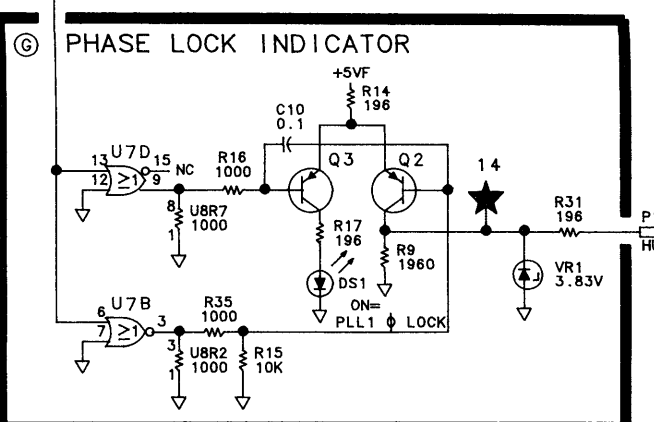 G PHASE LOCK INDICATOR
+5VF
R14
196
C10
0.1
U7D
13
12
≥1
15
9
NC
R16
1000
Q3
Q2
14
8
1
U8R7
1000
R17
196
R9
1960
R31
196
DS1
VR1
3.83V
ON=
PLL1 ϕ LOCK
U7B
6
7
≥1
3
R35
1000
3
1
U8R2
1000
R15
10K